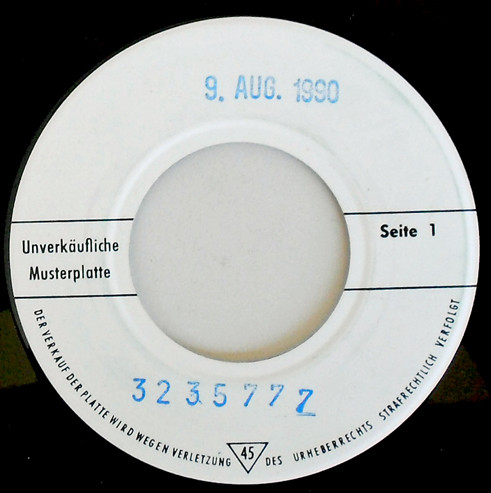 9. AUG. 1990
Unverkäufliche
Musterplatte
Seite 1
3235777
DER VERKAUF DER PLATTE WIRD WEGEN VERLETZUNG 45 DES URHEBERRECHTS STRAFRECHTLICH VERFOLGT